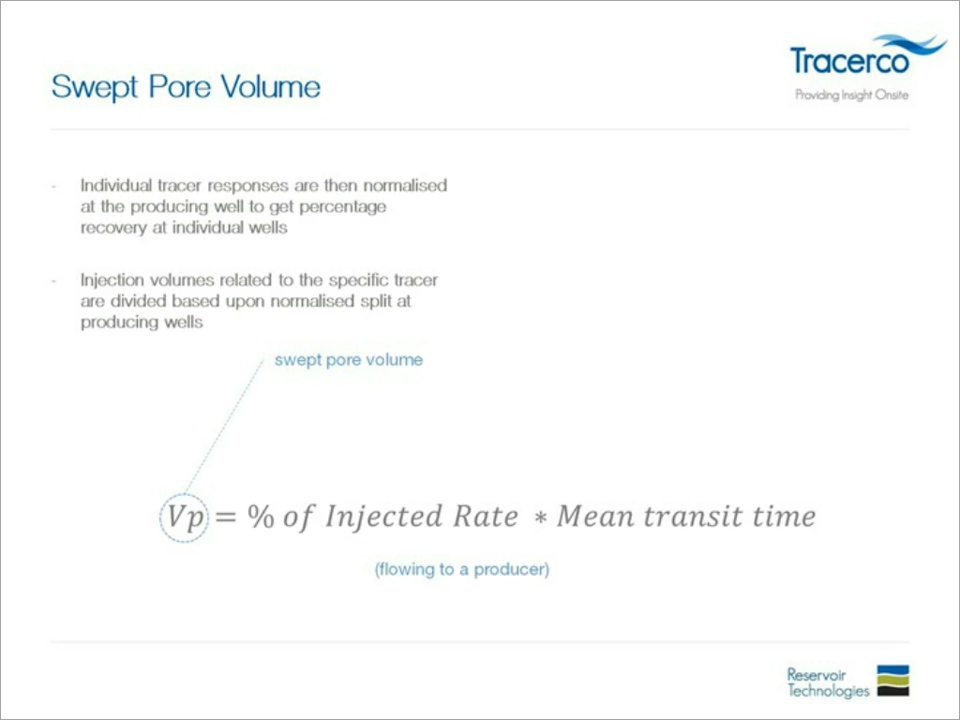 Tracerco
Providing Insight Onsite
Swept Pore Volume
- Individual tracer responses are then normalised
at the producing well to get percentage
recovery at individual wells
- Injection volumes related to the specific tracer
are divided based upon normalised split at
producing wells
swept pore volume
Vp = % of Injected Rate * Mean transit time
(flowing to a producer)
Reservoir
Technologies